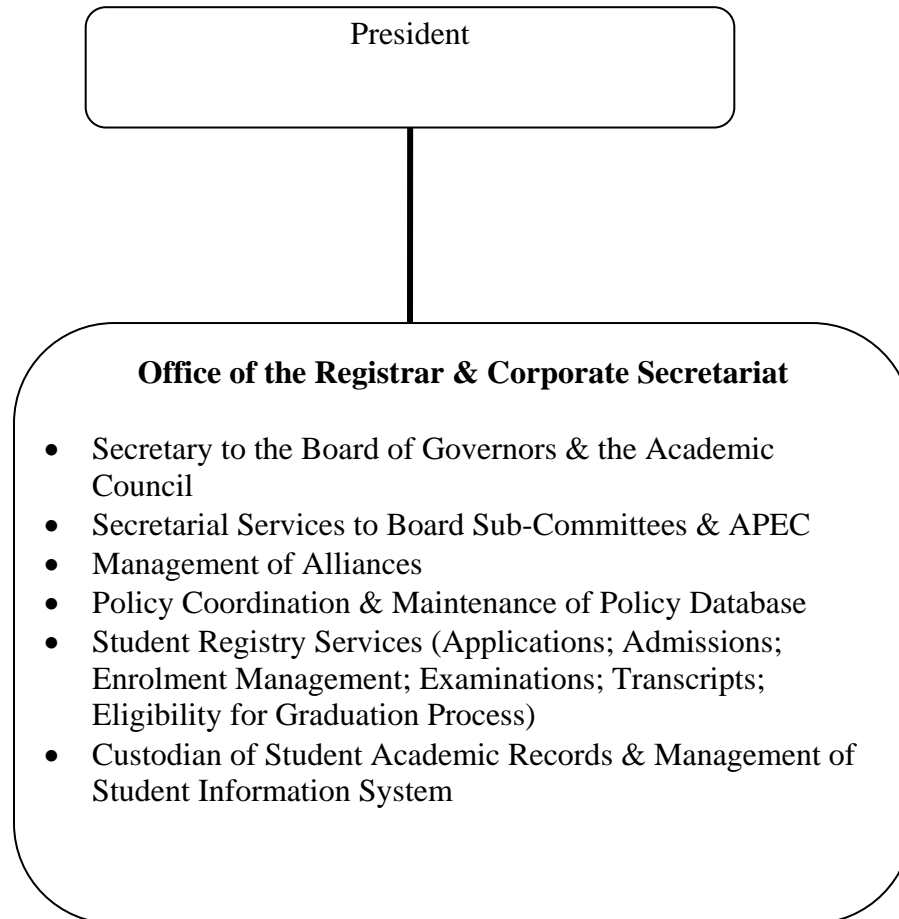 President
Office of the Registrar & Corporate Secretariat
• Secretary to the Board of Governors & the Academic
Council
• Secretarial Services to Board Sub-Committees & APEC
• Management of Alliances
• Policy Coordination & Maintenance of Policy Database
• Student Registry Services (Applications; Admissions;
Enrolment Management; Examinations; Transcripts;
Eligibility for Graduation Process)
• Custodian of Student Academic Records & Management of
Student Information System